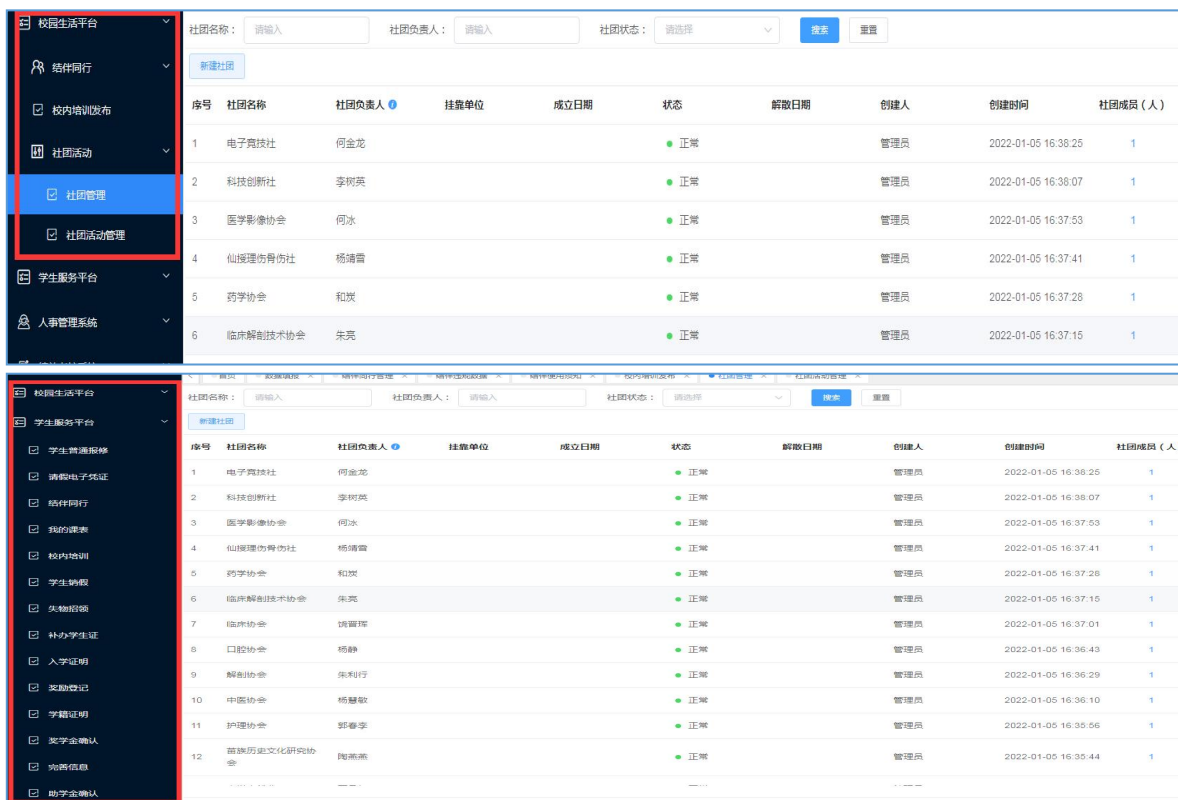 校园生活平台
结伴同行
校内培训发布
社团活动
社团管理
社团活动管理
学生服务平台
人事管理系统
社团名称： 请输入 社团负责人： 请输入 社团状态： 请选择 搜索 重置
新建社团
序号 社团名称 社团负责人 挂靠单位 成立日期 状态 解散日期 创建人 创建时间 社团成员（人）
1 电子竞技社 何金龙 正常 管理员 2022-01-05 16:38:25 1
2 科技创新社 李树英 正常 管理员 2022-01-05 16:38:07 1
3 医学影像协会 何冰 正常 管理员 2022-01-05 16:37:53 1
4 仙授理伤骨伤社 杨靖雪 正常 管理员 2022-01-05 16:37:41 1
5 药学协会 和炭 正常 管理员 2022-01-05 16:37:28 1
6 临床解剖技术协会 朱亮 正常 管理员 2022-01-05 16:37:15 1
首页 数据填报 结伴同行管理 结伴违规数据 结伴使用须知 校内培训发布 社团管理 社团活动管理
校园生活平台
学生服务平台
学生普通报修
请假电子凭证
结伴同行
我的课表
校内培训
学生销假
失物招领
补办学生证
入学证明
奖励登记
学籍证明
奖学金确认
完善信息
助学金确认
社团名称： 请输入 社团负责人： 请输入 社团状态： 请选择 搜索 重置
新建社团
序号 社团名称 社团负责人 挂靠单位 成立日期 状态 解散日期 创建人 创建时间 社团成员（人
1 电子竞技社 何金龙 正常 管理员 2022-01-05 16:38:25 1
2 科技创新社 李树英 正常 管理员 2022-01-05 16:38:07 1
3 医学影像协会 何冰 正常 管理员 2022-01-05 16:37:53 1
4 仙授理伤骨伤社 杨靖雪 正常 管理员 2022-01-05 16:37:41 1
5 药学协会 和炭 正常 管理员 2022-01-05 16:37:28 1
6 临床解剖技术协会 朱亮 正常 管理员 2022-01-05 16:37:15 1
7 临床协会 正常 管理员 2022-01-05 16:37:01 1
8 口腔协会 杨静 正常 管理员 2022-01-05 16:36:43 1
9 解剖协会 朱利行 正常 管理员 2022-01-05 16:36:29 1
10 中医协会 杨慧敏 正常 管理员 2022-01-05 16:36:10 1
11 护理协会 郭春李 正常 管理员 2022-01-05 16:35:56 1
12 苗族历史文化研究协
会 陶燕燕 正常 管理员 2022-01-05 16:35:44 1